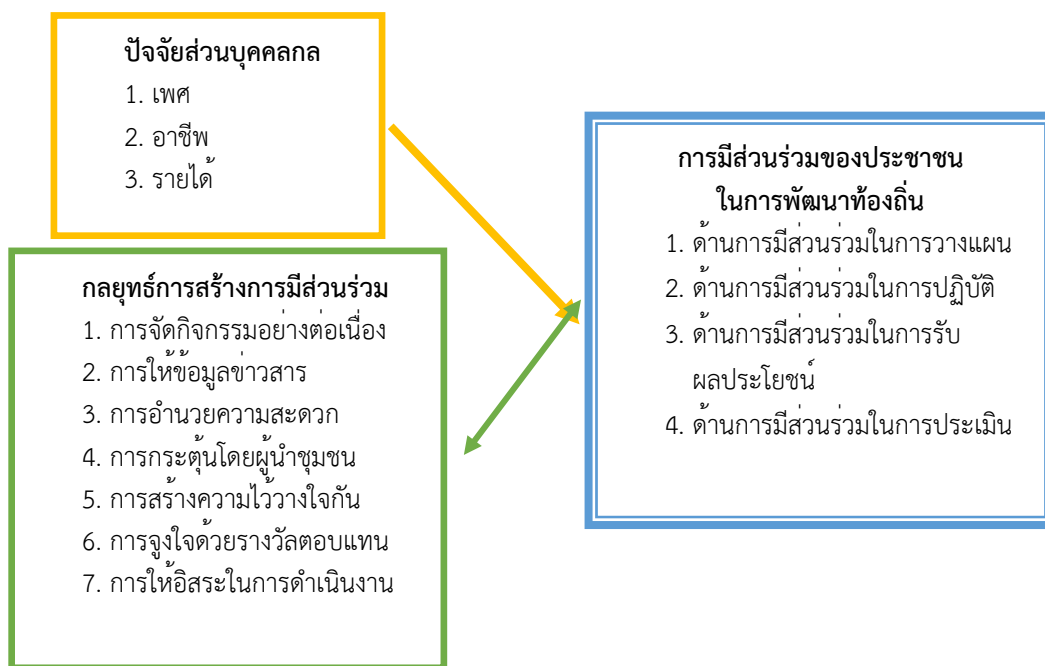 ปัจจัยส่วนบุคคลกล
1. เพศ
2. อาชีพ
3. รายได้
กลยุทธ์การสร้างการมีส่วนร่วม
1. การจัดกิจกรรมอย่างต่อเนื่อง
2. การให้ข้อมูลข่าวสาร
3. การอำนวยความสะดวก
4. การกระตุ้นโดยผู้นำชุมชน
5. การสร้างความไว้วางใจกัน
6. การจูงใจด้วยรางวัลตอบแทน
7. การให้อิสระในการดำเนินงาน
การมีส่วนร่วมของประชาชน
ในการพัฒนาท้องถิ่น
1. ด้านการมีส่วนร่วมในการวางแผน
2. ด้านการมีส่วนร่วมในการปฏิบัติ
3. ด้านการมีส่วนร่วมในการรับ
ผลประโยชน์
4. ด้านการมีส่วนร่วมในการประเมิน